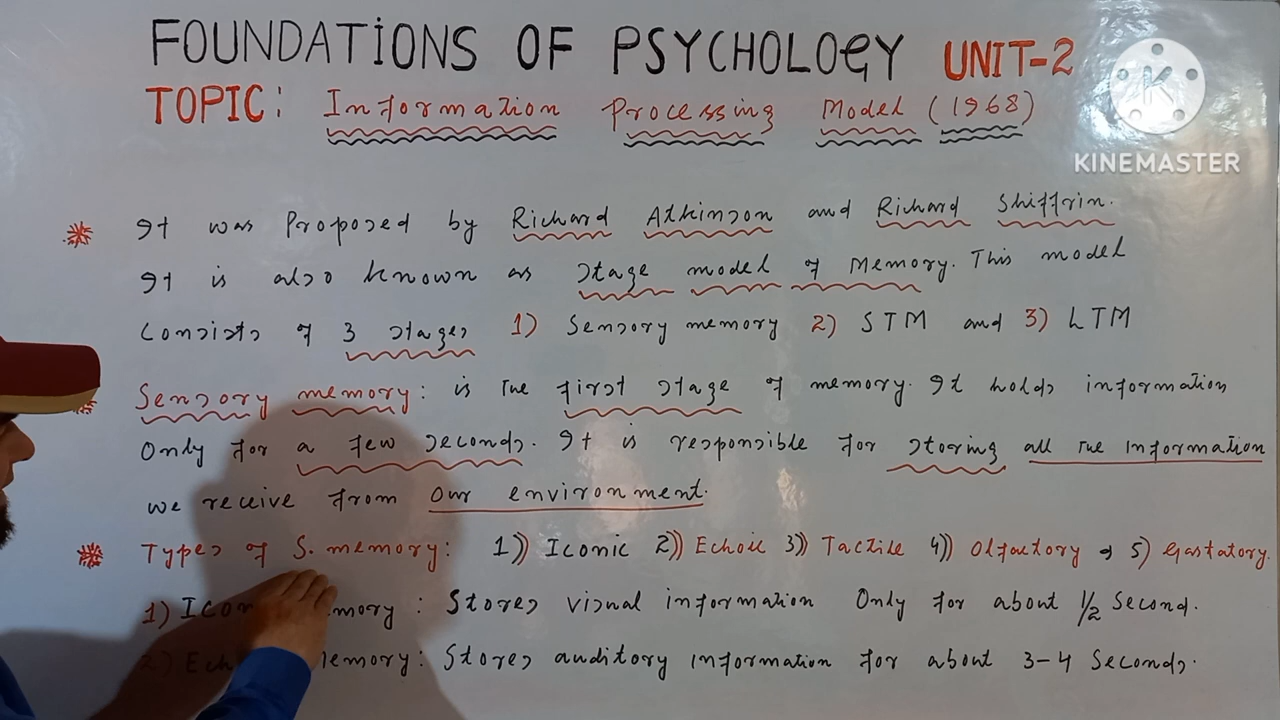 FOUNDATIONS OF PSYCHOLOGY UNIT-2
TOPIC: Information Processing Model (1968)
KINEMASTER
It was Proposed by Richard Atkinson and Richard Shiffrin.
It is also known as stage model of Memory. This model
Consists of 3 stages 1) Sensory memory 2) STM and 3) LTM
Sensory memory: is the first stage of memory. It holds information
Only for a few seconds. It is responsible for storing all the Information
we receive from Our environment.
Types of S. memory: 1)) Iconic 2)) Echoic 3)) Tactile 4)) Olfactory & 5) Gastatory.
1) : Stores visual information Only for about 1/2 Second.
2) Memory: Stores auditory information for about 3-4 Seconds.